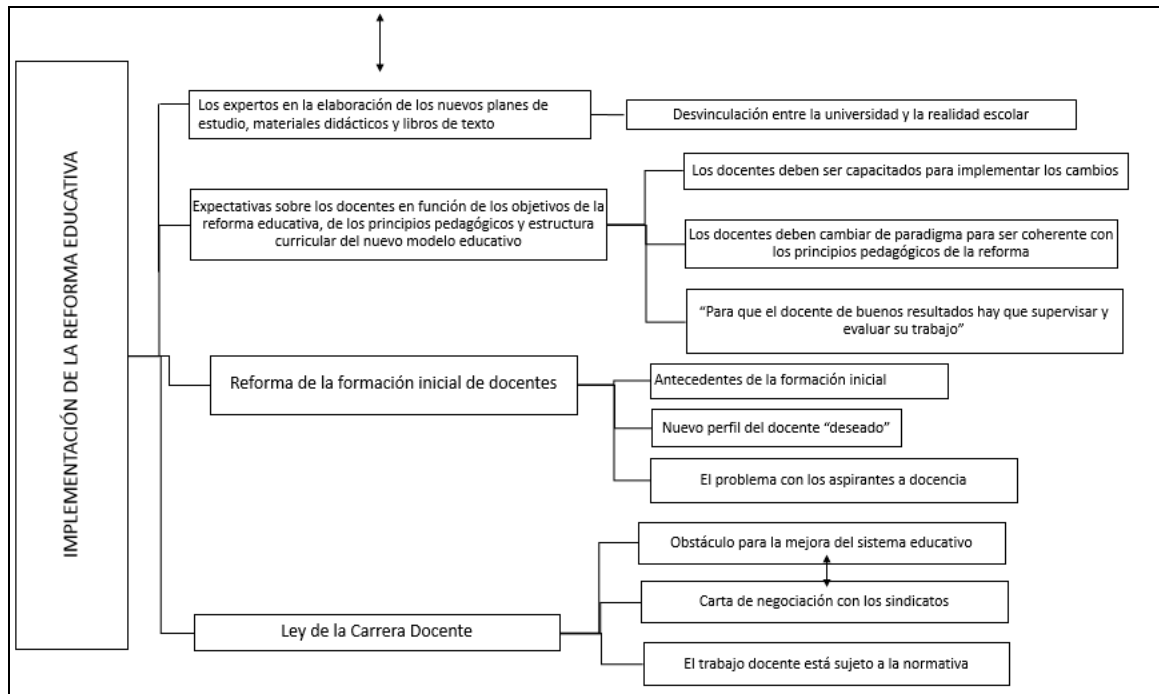 IMPLEMENTACIÓN DE LA REFORMA EDUCATIVA
Los expertos en la elaboración de los nuevos planes de
estudio, materiales didácticos y libros de texto
Desvinculación entre la universidad y la realidad escolar
Expectativas sobre los docentes en función de los objetivos de la
reforma educativa, de los principios pedagógicos y estructura
curricular del nuevo modelo educativo
Los docentes deben ser capacitados para implementar los cambios
Los docentes deben cambiar de paradigma para ser coherente con
los principios pedagógicos de la reforma
“Para que el docente de buenos resultados hay que supervisar y
evaluar su trabajo”
Reforma de la formación inicial de docentes
Antecedentes de la formación inicial
Nuevo perfil del docente “deseado”
El problema con los aspirantes a docencia
Ley de la Carrera Docente
Obstáculo para la mejora del sistema educativo
Carta de negociación con los sindicatos
El trabajo docente está sujeto a la normativa